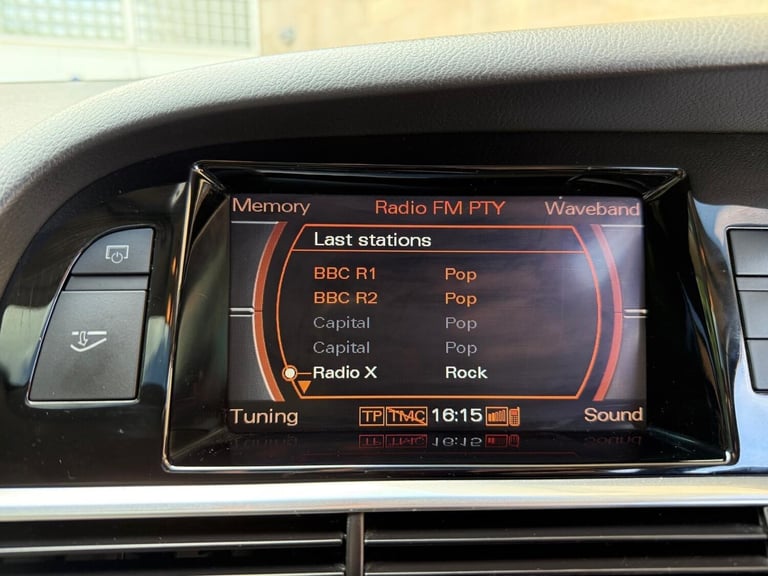 Memory Radio FM PTY Waveband
Last stations
BBC R1 Pop
BBC R2 Pop
Capital Pop
Capital Pop
Radio X Rock
Tuning TP TMC 16:15 Sound